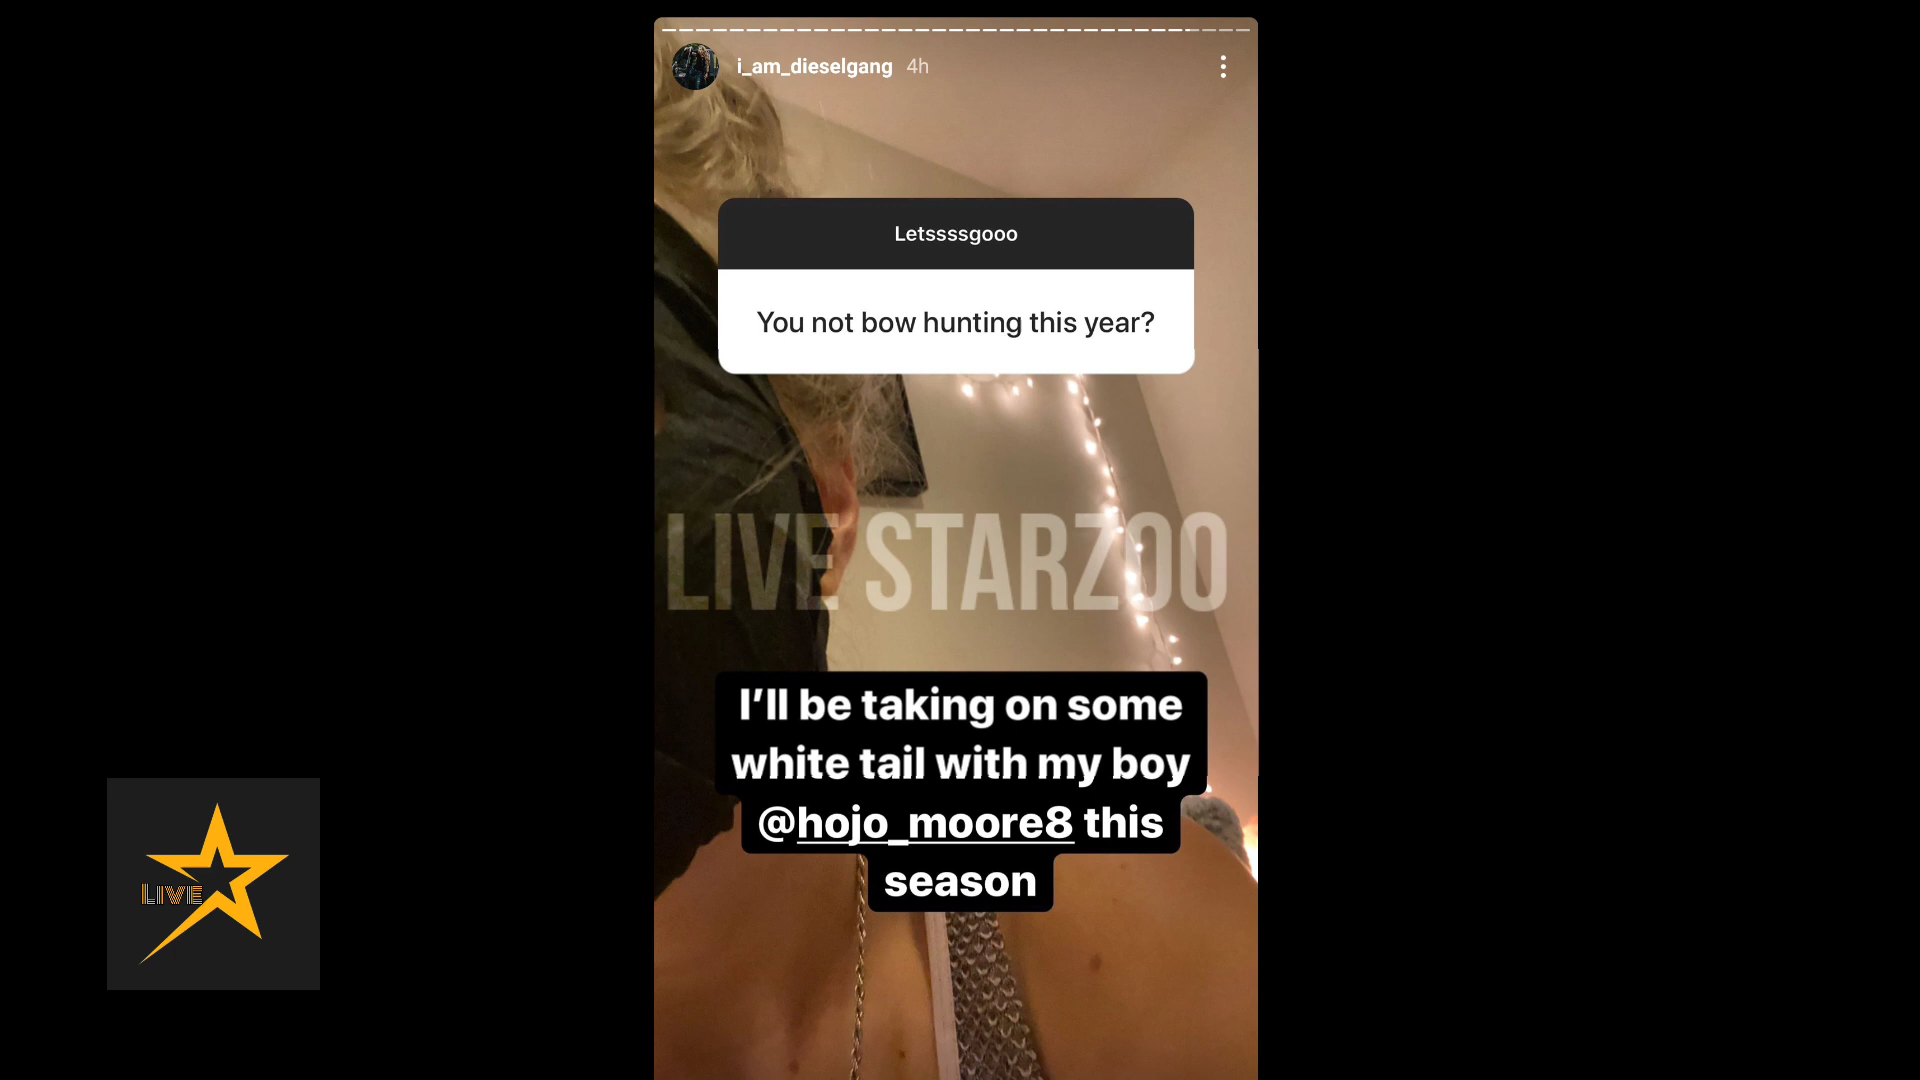 i_am_dieselgang 4h
Letssssgooo
You not bow hunting this year?
LIVE STARZOO
I’ll be taking on some
white tail with my boy
@hojo_moore8 this
season
LIVE